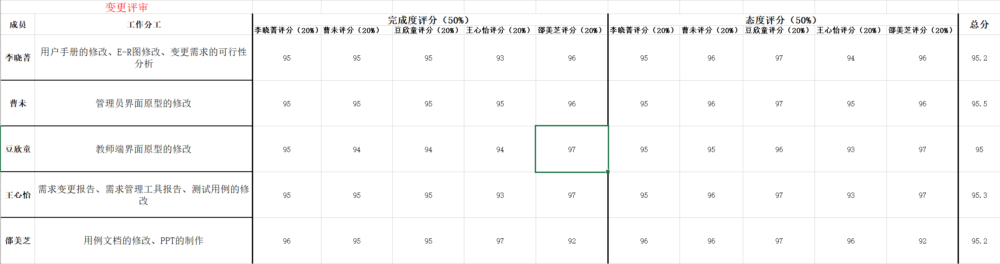 变更评审
成员 工作分工 完成度评分（50%） 态度评分（50%） 总分
李晓菁评分（20%） 曹未评分（20%） 豆欣童评分（20%） 王心怡评分（20%） 邵美芝评分（20%） 李晓菁评分（20%） 曹未评分（20%） 豆欣童评分（20%） 王心怡评分（20%） 邵美芝评分（20%）
李晓菁 用户手册的修改、E-R图修改、变更需求的可行性
分析 95 95 95 93 96 95 96 97 94 96 95.2
曹未 管理员界面原型的修改 95 95 95 95 96 95 96 97 95 96 95.5
豆欣童 教师端界面原型的修改 95 94 94 94 97 95 95 96 93 97 95
王心怡 需求变更报告、需求管理工具报告、测试用例的修
改 95 95 95 93 97 95 96 97 93 97 95.3
邵美芝 用例文档的修改、PPT的制作 96 95 95 97 92 96 96 97 96 92 95.2